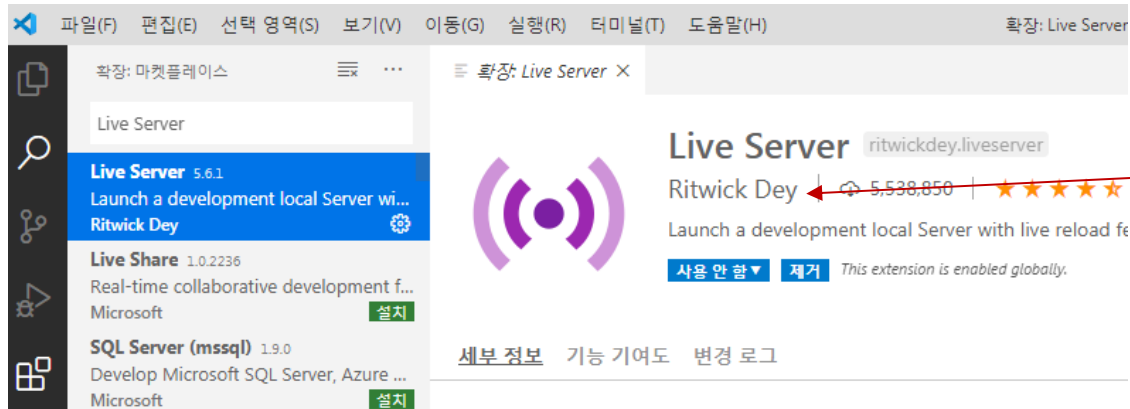 파일(F) 편집(E) 선택 영역(S) 보기(V) 이동(G) 실행(R) 터미널(T) 도움말(H) 확장: Live Server
확장: 마켓플레이스
확장: Live Server
Live Server
Live Server 5.6.1
Launch a development local Server wi...
Ritwick Dey
Live Share 1.0.2236
Real-time collaborative development f...
Microsoft 설치
SQL Server (mssql) 1.9.0
Develop Microsoft SQL Server, Azure ...
Microsoft 설치
Live Server ritwickdey.liveserver
Ritwick Dey 5,538,850
Launch a development local Server with live reload fe
사용 안 함 제거 This extension is enabled globally.
세부 정보 기능 기여도 변경 로그